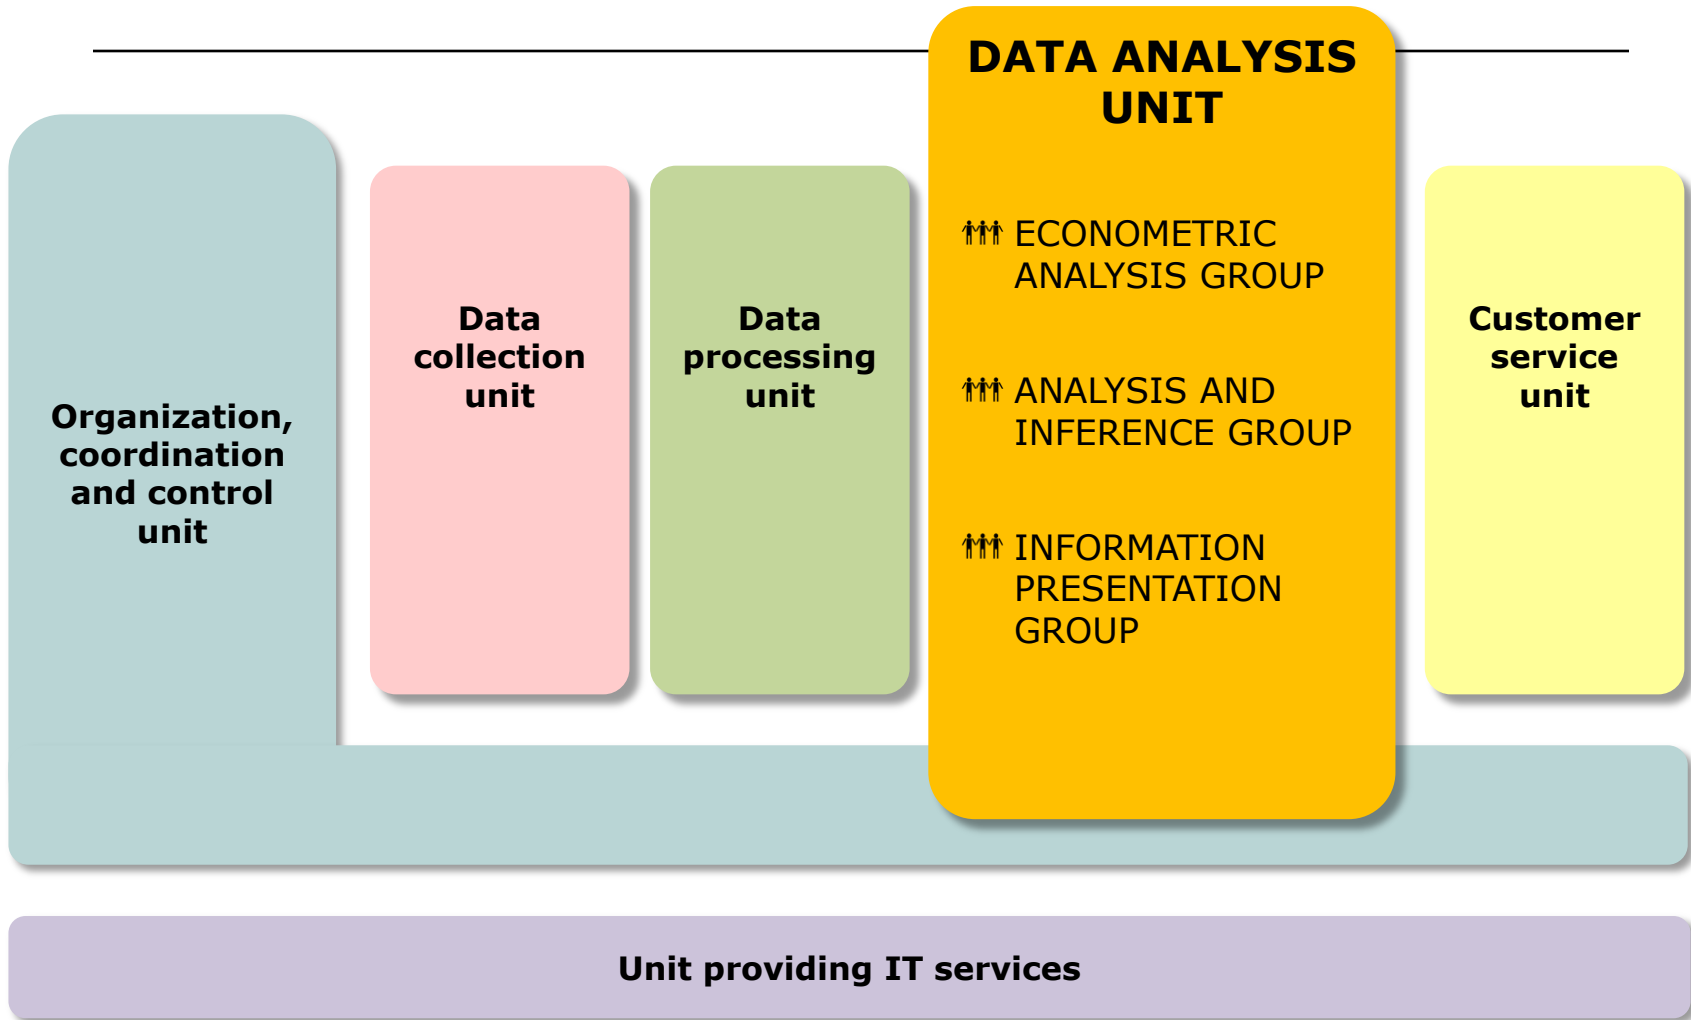 Organization,
coordination
and control
unit
Data
collection
unit
Data
processing
unit
DATA ANALYSIS
UNIT
ECONOMETRIC
ANALYSIS GROUP
ANALYSIS AND
INFERENCE GROUP
INFORMATION
PRESENTATION
GROUP
Customer
service
unit
Unit providing IT services